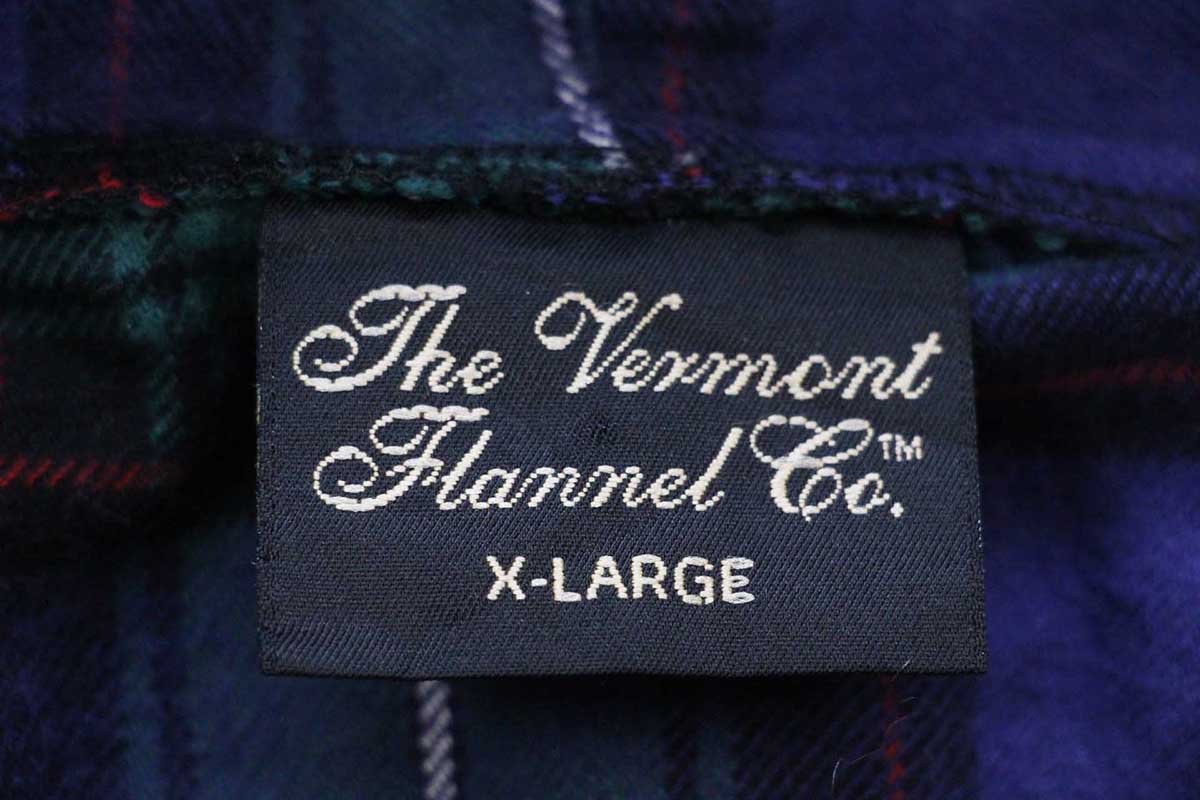 The Vermont
Flannel Co.™
X-LARGE